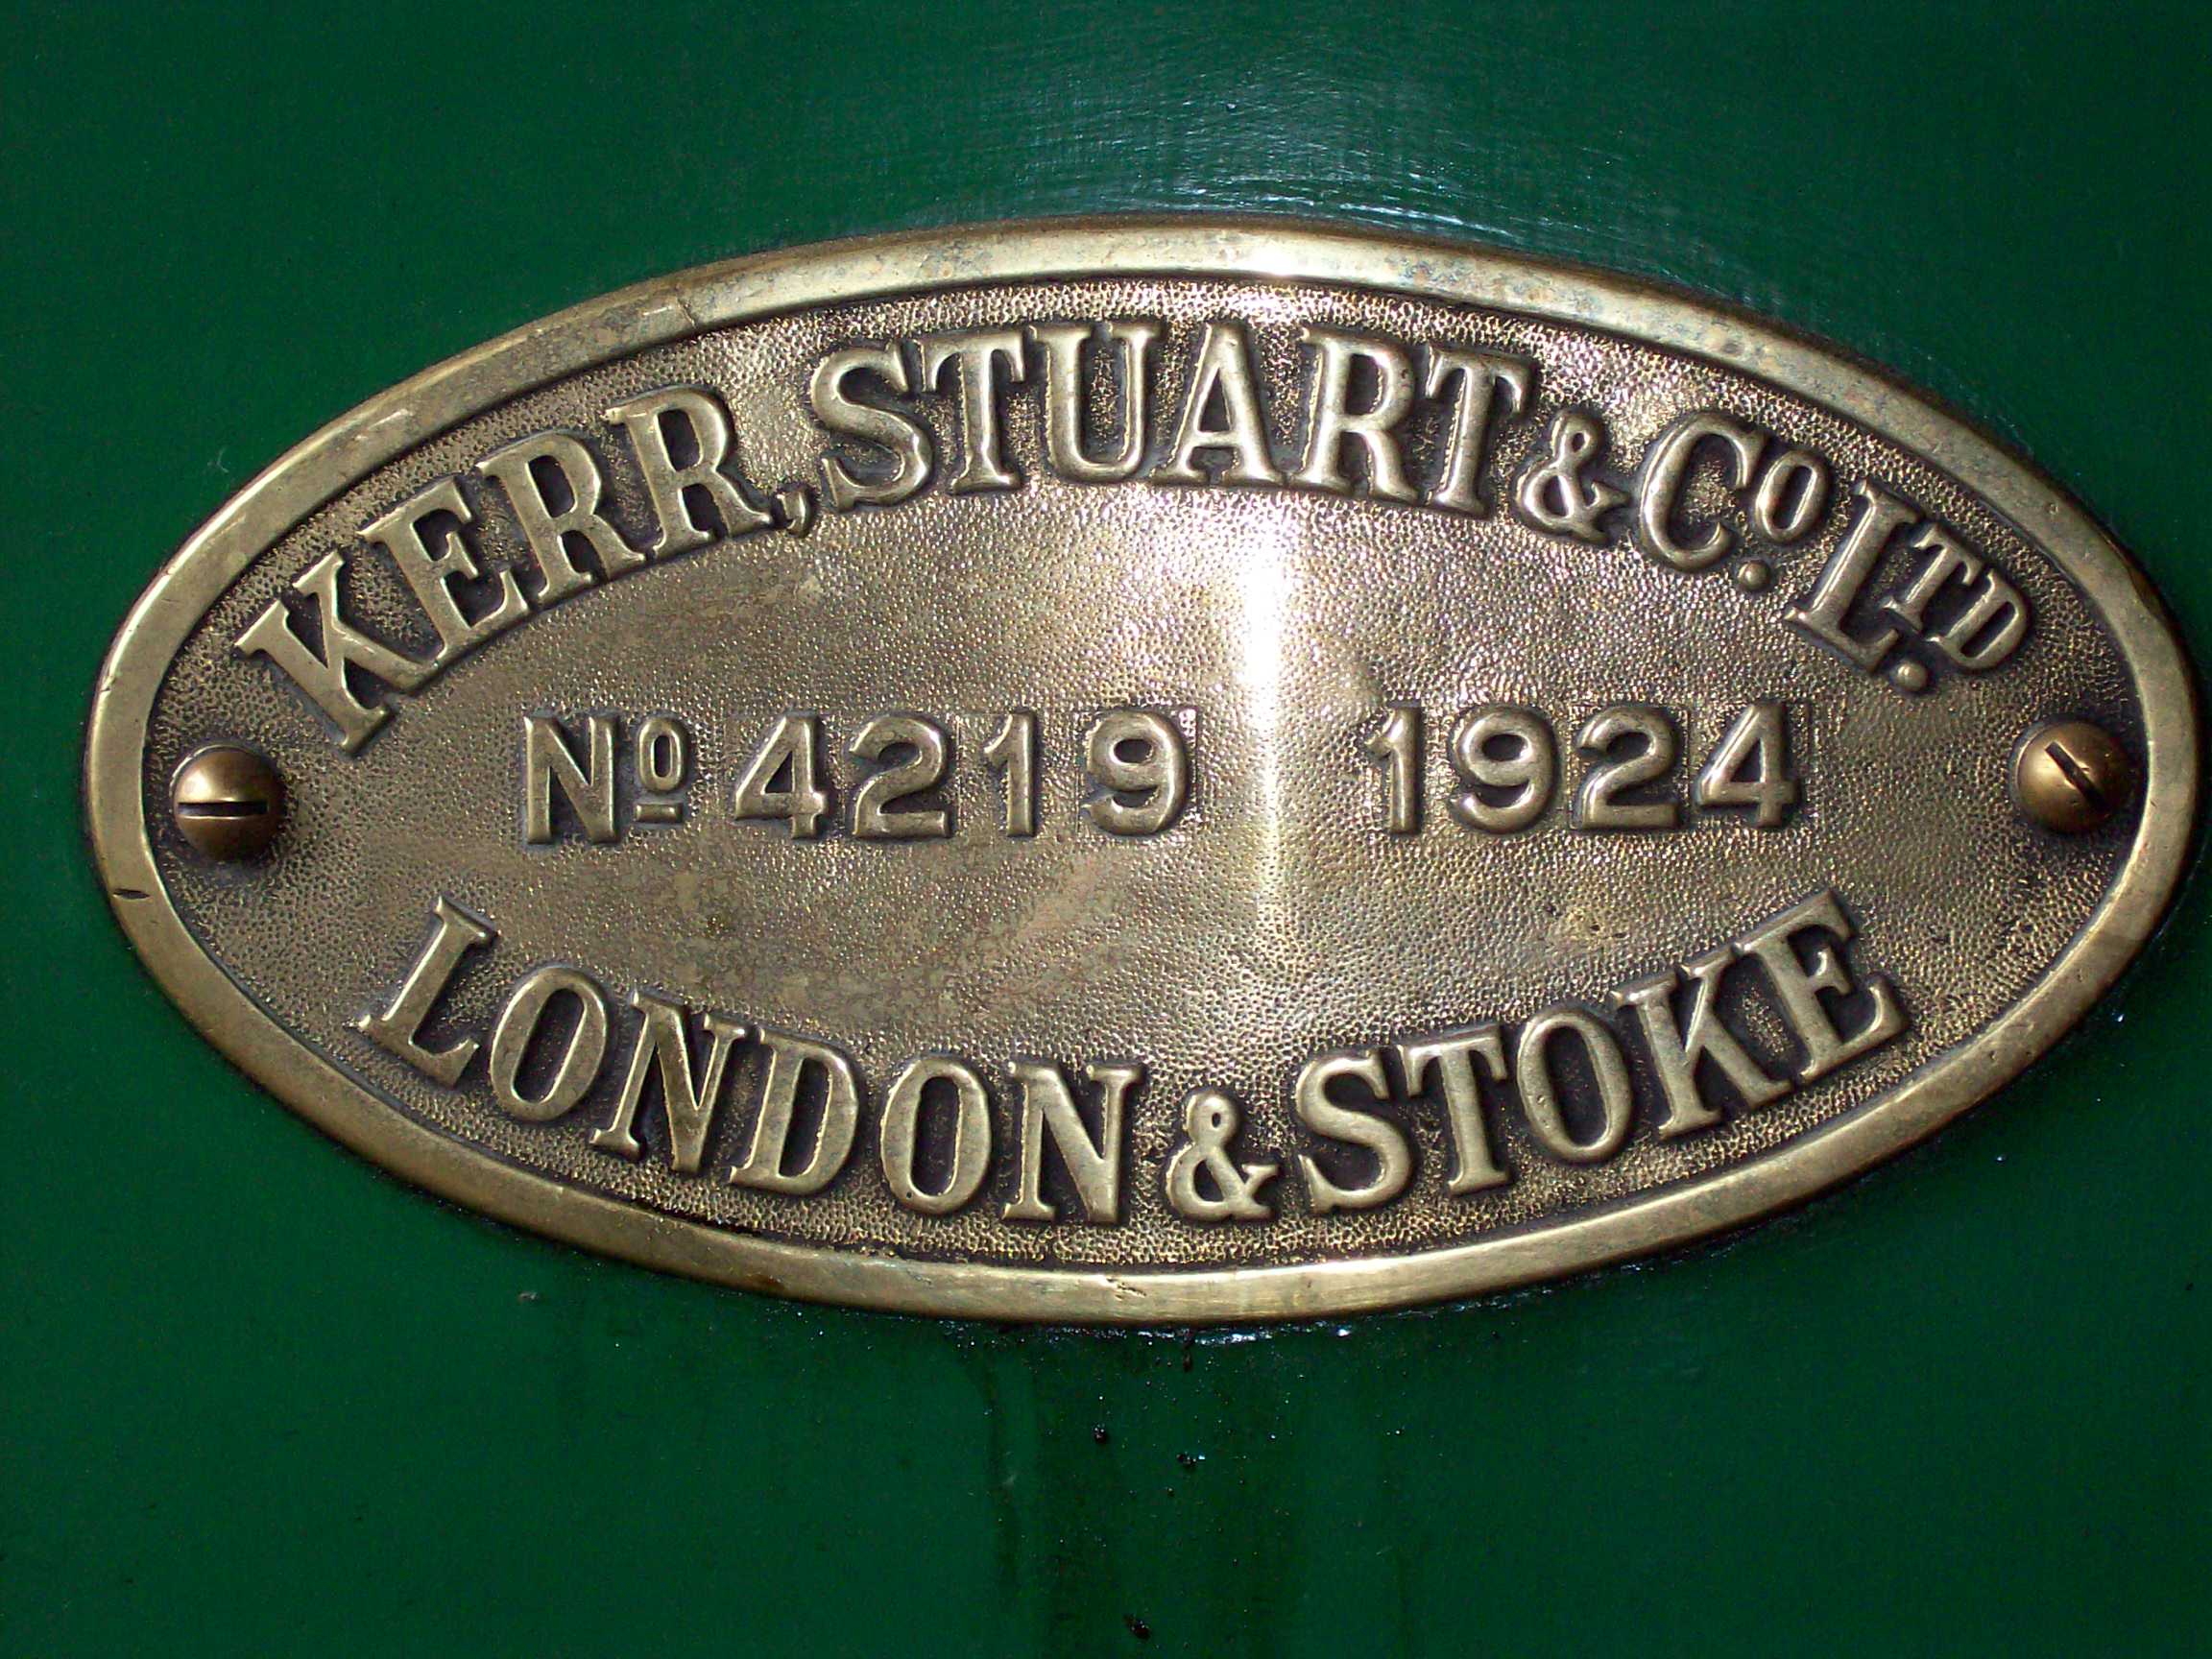 KERR, STUART & Co. LTD.
No 4219 1924
LONDON & STOKE